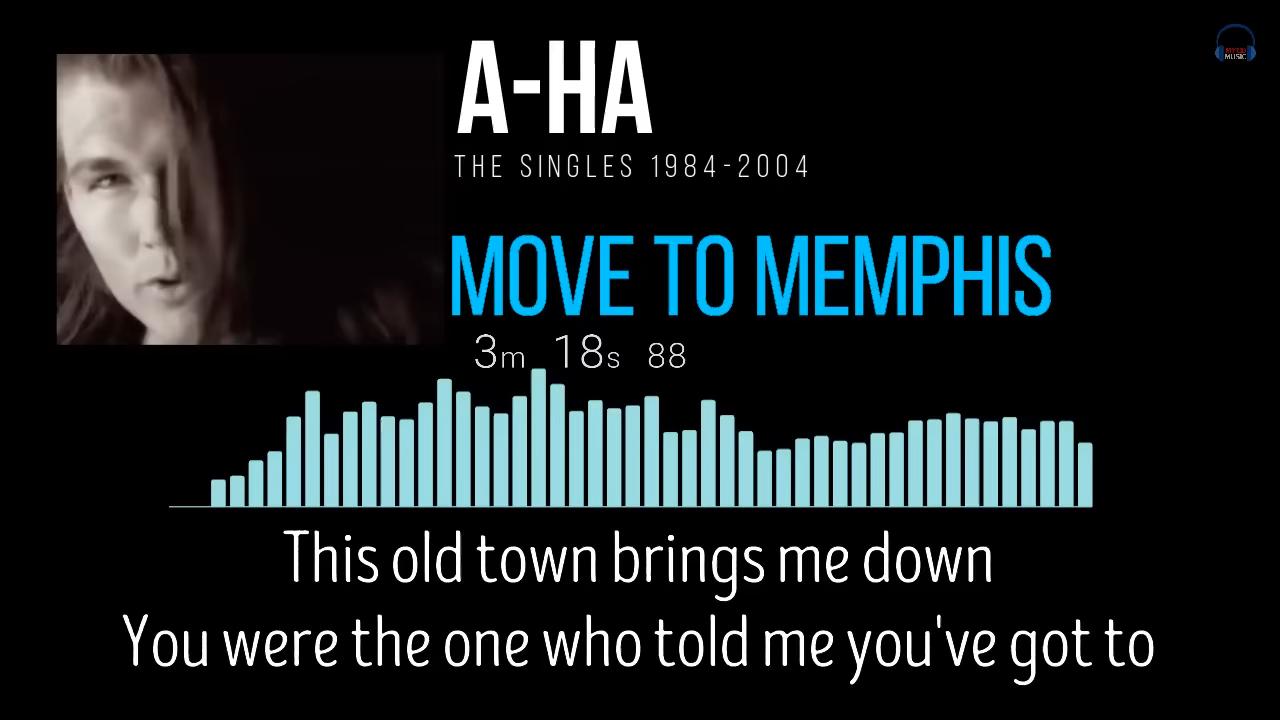 A-HA
THE SINGLES 1984-2004
MOVE TO MEMPHIS
3m 18s 88
This old town brings me down
You were the one who told me you've got to
MUSIC